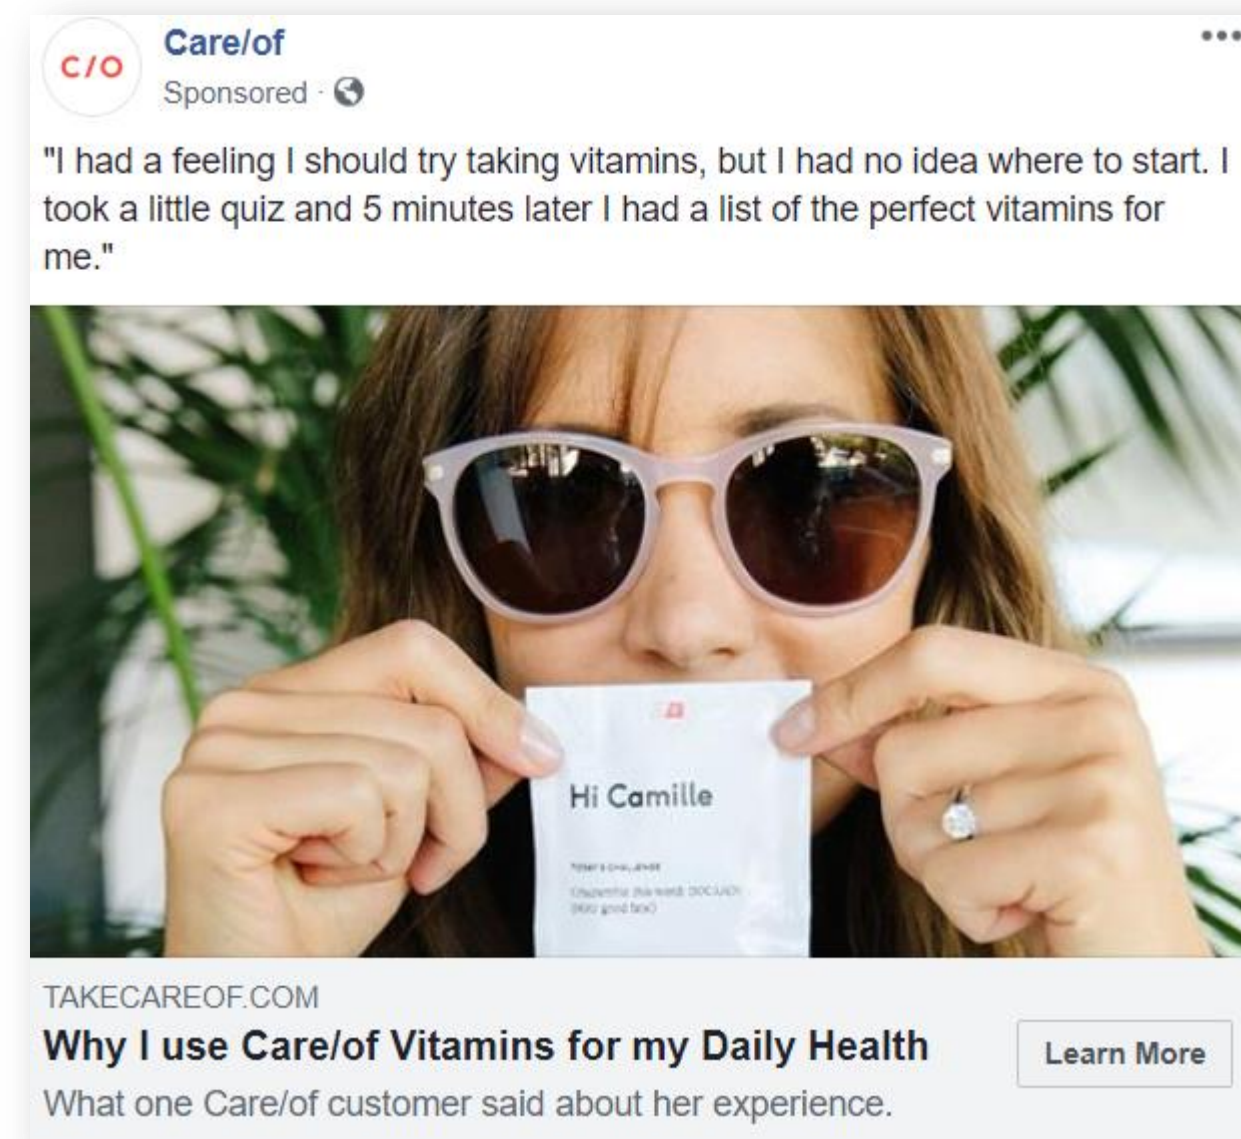 C/O
Care/of
Sponsored ·
"I had a feeling I should try taking vitamins, but I had no idea where to start. I
took a little quiz and 5 minutes later I had a list of the perfect vitamins for
me."
Hi Camille
TAKECAREOF.COM
Why I use Care/of Vitamins for my Daily Health
Learn More
What one Care/of customer said about her experience.